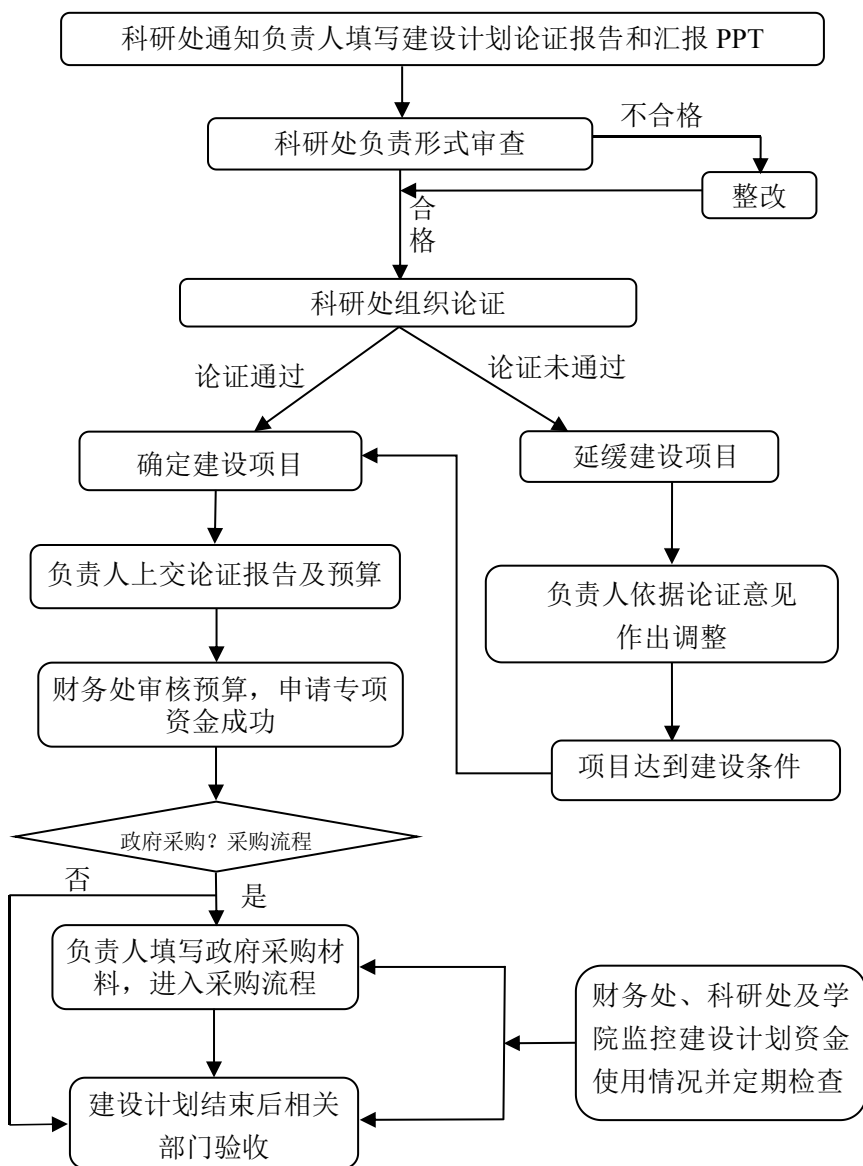 科研处通知负责人填写建设计划论证报告和汇报 PPT
科研处负责形式审查
不合格
整改
合
格
科研处组织论证
论证通过
论证未通过
确定建设项目
延缓建设项目
负责人上交论证报告及预算
负责人依据论证意见
作出调整
财务处审核预算，申请专项
资金成功
项目达到建设条件
政府采购？采购流程
否
是
负责人填写政府采购材
料，进入采购流程
财务处、科研处及学
院监控建设计划资金
使用情况并定期检查
建设计划结束后相关
部门验收